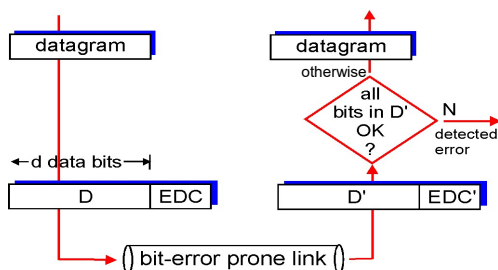 datagram
d data bits
D
EDC
bit-error prone link
datagram
otherwise
all
bits in D'
OK
?
N
detected
error
D'
EDC'